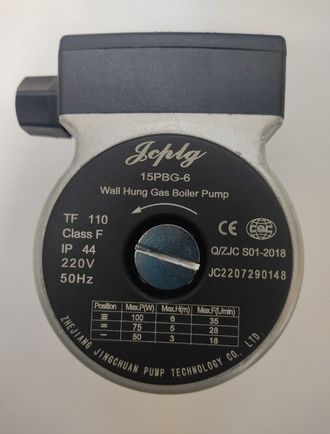 Jcplg
15PBG-6
Wall Hung Gas Boiler Pump
TF 110
Class F
IP 44
220V
50Hz
CE CQC
Q/ZJC S01-2018
JC2207290148
Position Max.P(W) Max.H(m) Max.F(L/min)
≡ 100 6 35
= 75 5 28
− 50 3 18
ZHEJIANG JINGCHUAN PUMP TECHNOLOGY CO., LTD.